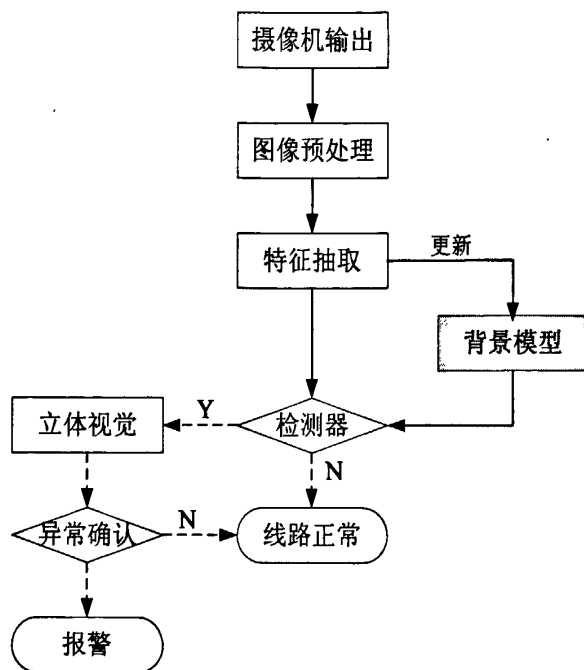 摄像机输出
图像预处理
特征抽取
更新
背景模型
检测器
Y
立体视觉
N
异常确认
N
线路正常
报警